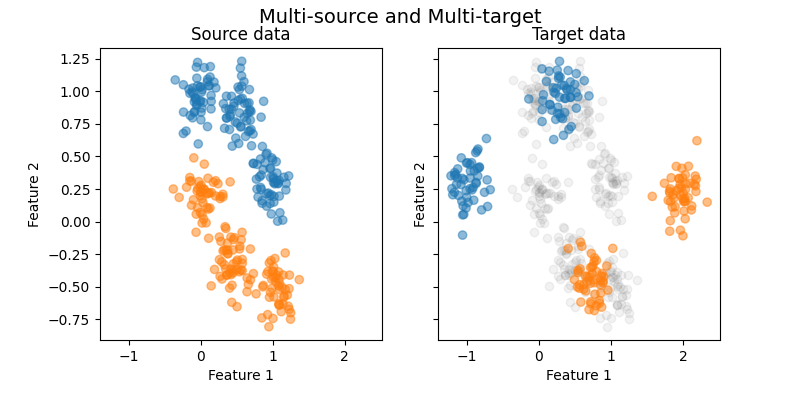 Multi-source and Multi-target
Source data
Target data
1.25
1.00
0.75
0.50
0.25
0.00
−0.25
−0.50
−0.75
Feature 2
Feature 2
−1 0 1 2
−1 0 1 2
Feature 1
Feature 1